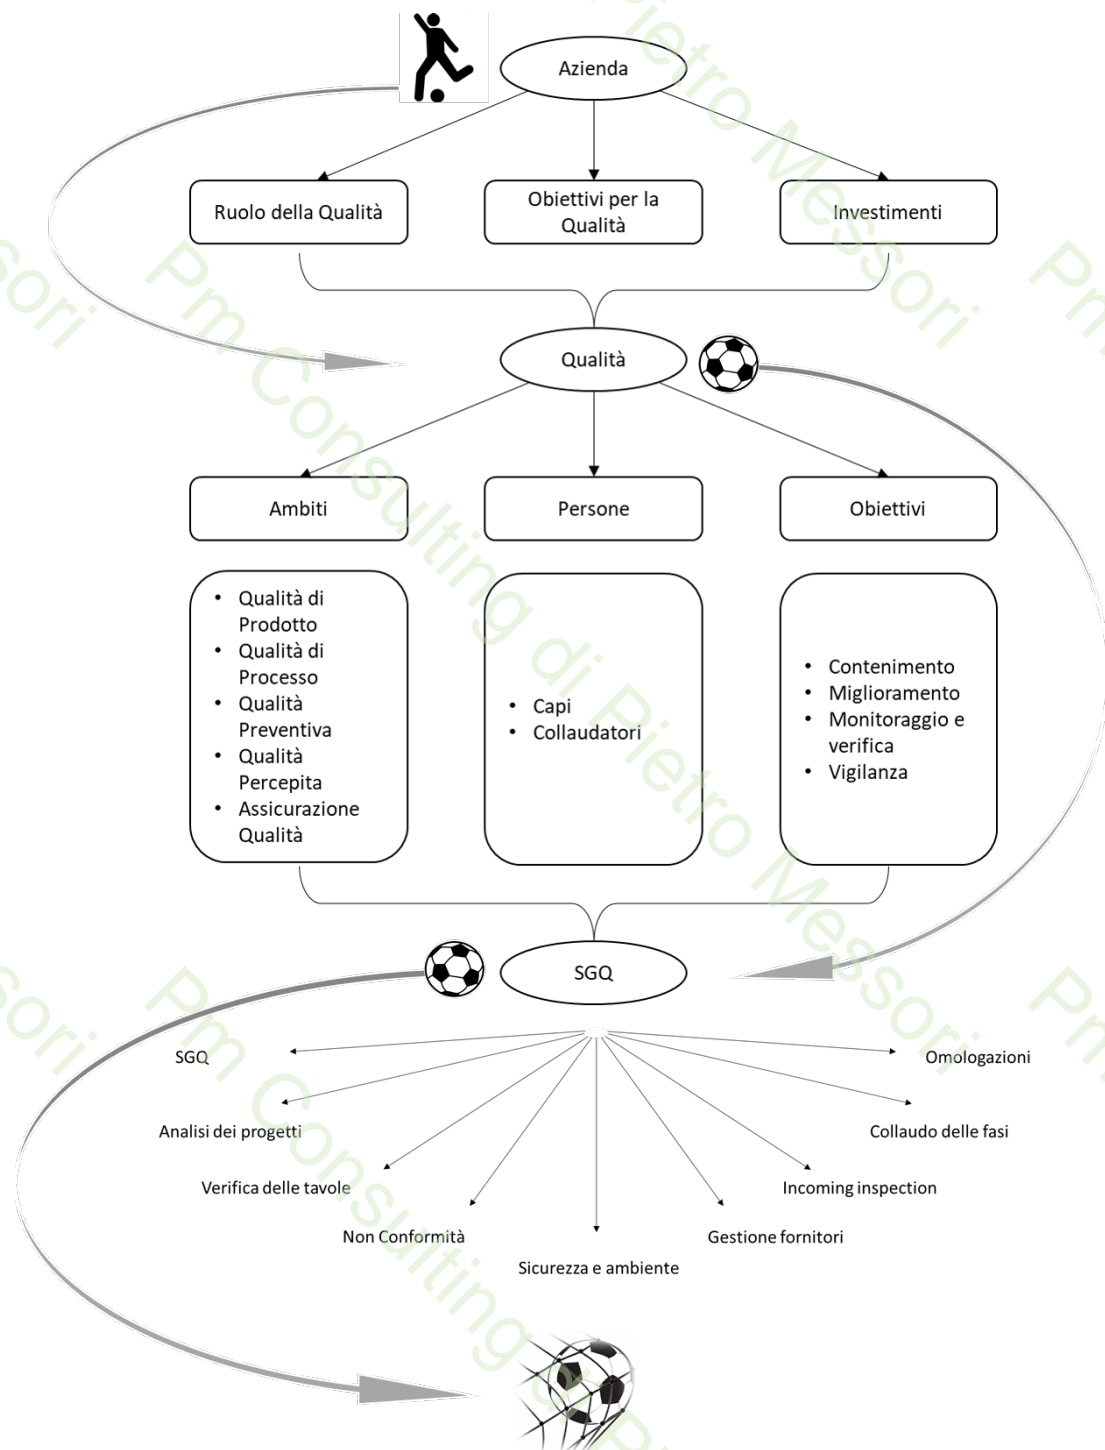 Azienda
Ruolo della Qualità
Obiettivi per la
Qualità
Investimenti
Qualità
Ambiti
Persone
Obiettivi
• Qualità di
Prodotto
• Qualità di
Processo
• Qualità
Preventiva
• Qualità
Percepita
• Assicurazione
Qualità
• Capi
• Collaudatori
• Contenimento
• Miglioramento
• Monitoraggio e
verifica
• Vigilanza
SGQ
SGQ
Omologazioni
Analisi dei progetti
Collaudo delle fasi
Verifica delle tavole
Incoming inspection
Non Conformità
Gestione fornitori
Sicurezza e ambiente
Pm Consulting di Pietro Messori